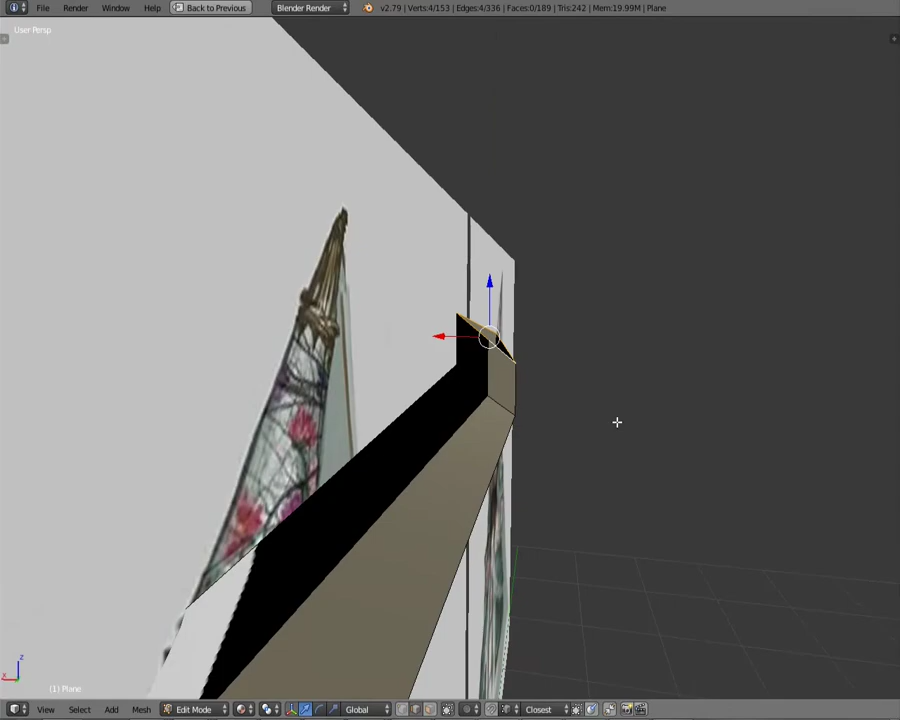 File Render Window Help Back to Previous Blender Render v2.79 | Verts:4/153 | Edges:4/336 | Faces:0/189 | Tris:242 | Mem:19.99M | Plane
User Persp
z
x
(1) Plane
View Select Add Mesh Edit Mode Global Closest